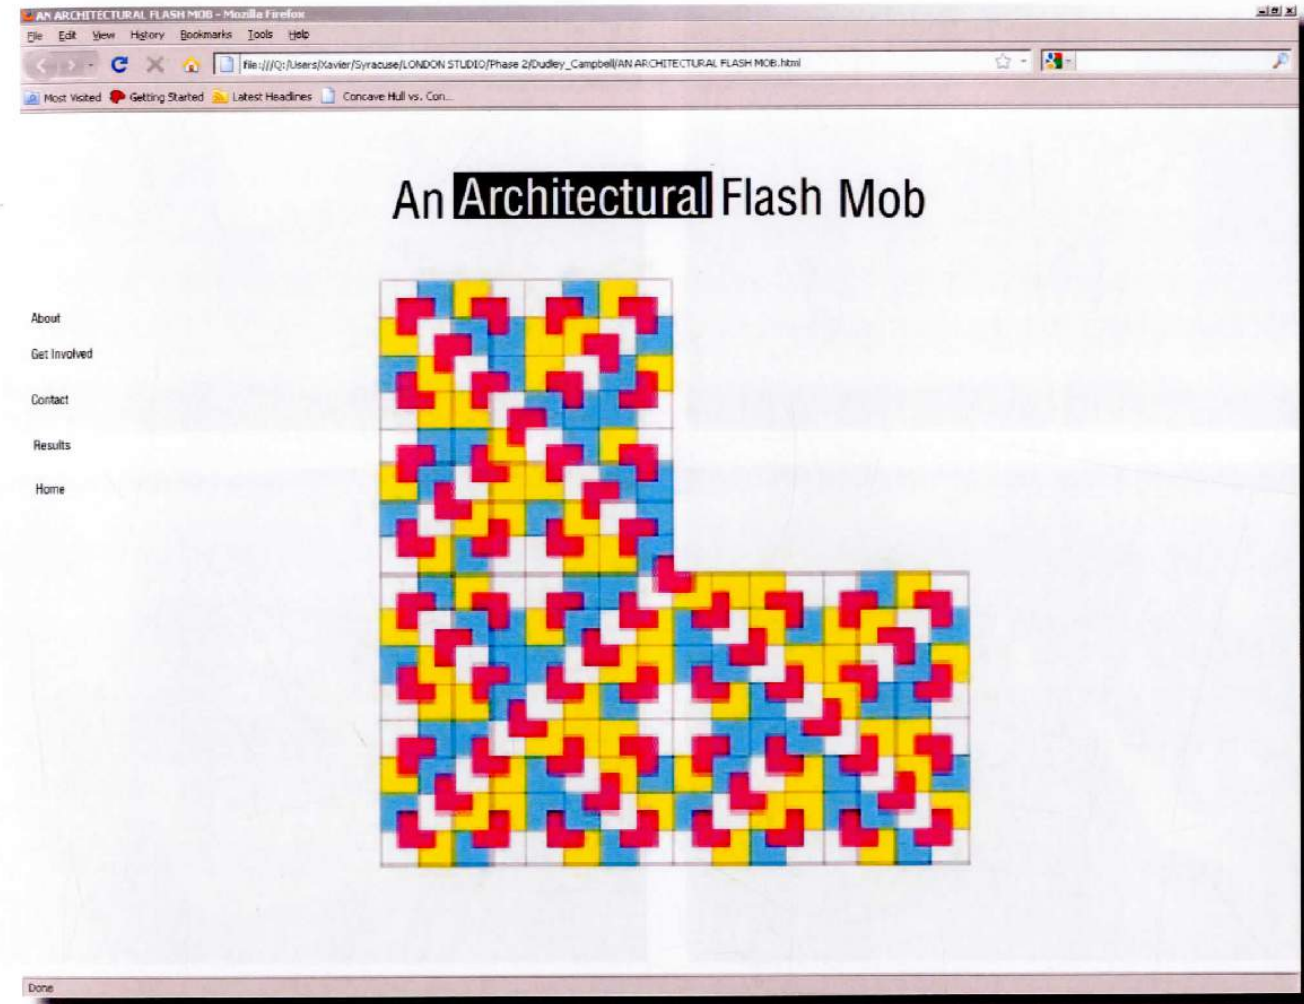 AN ARCHITECTURAL FLASH MOB - Mozilla Firefox
File Edit View History Bookmarks Tools Help
file:///Q:/Users/Xavier/Syracuse/LONDON STUDIO/Phase 2/Dudley_Campbell/AN ARCHITECTURAL FLASH MOB.html
Most Visited Getting Started Latest Headlines Concave Hull vs. Con...
An Architectural Flash Mob
About
Get Involved
Contact
Results
Home
Done